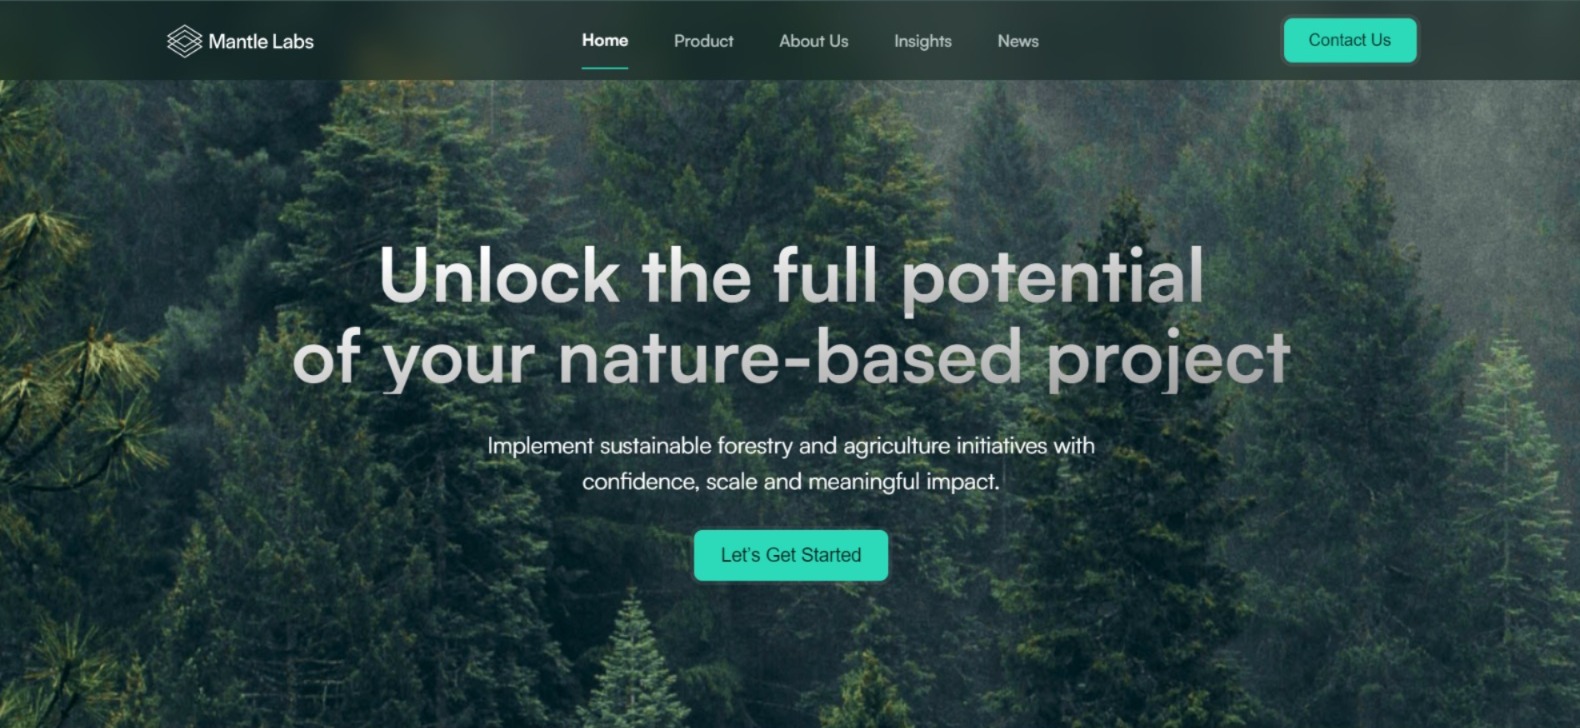 Mantle Labs
Home
Product
About Us
Insights
News
Contact Us
Unlock the full potential
of your nature-based project
Implement sustainable forestry and agriculture initiatives with
confidence, scale and meaningful impact.
Let's Get Started